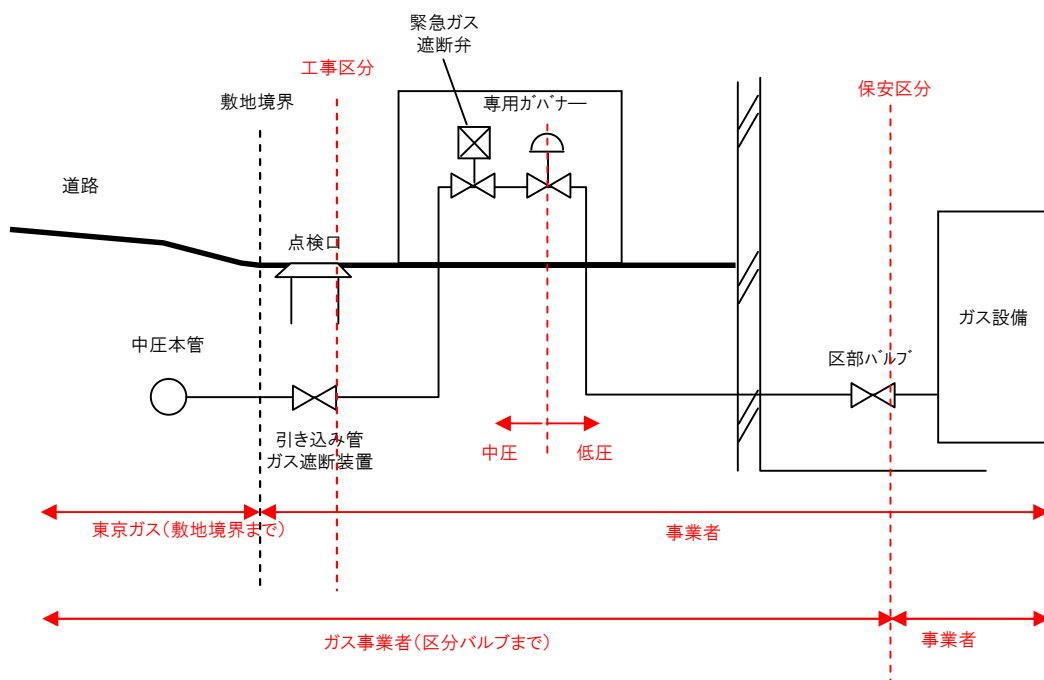 緊急ガス
遮断弁
工事区分
敷地境界
専用ガバナー
保安区分
道路
点検口
ガス設備
中圧本管
区部バルブ
引き込み管
ガス遮断装置
中圧
低圧
東京ガス(敷地境界まで)
事業者
ガス事業者(区分バルブまで)
事業者